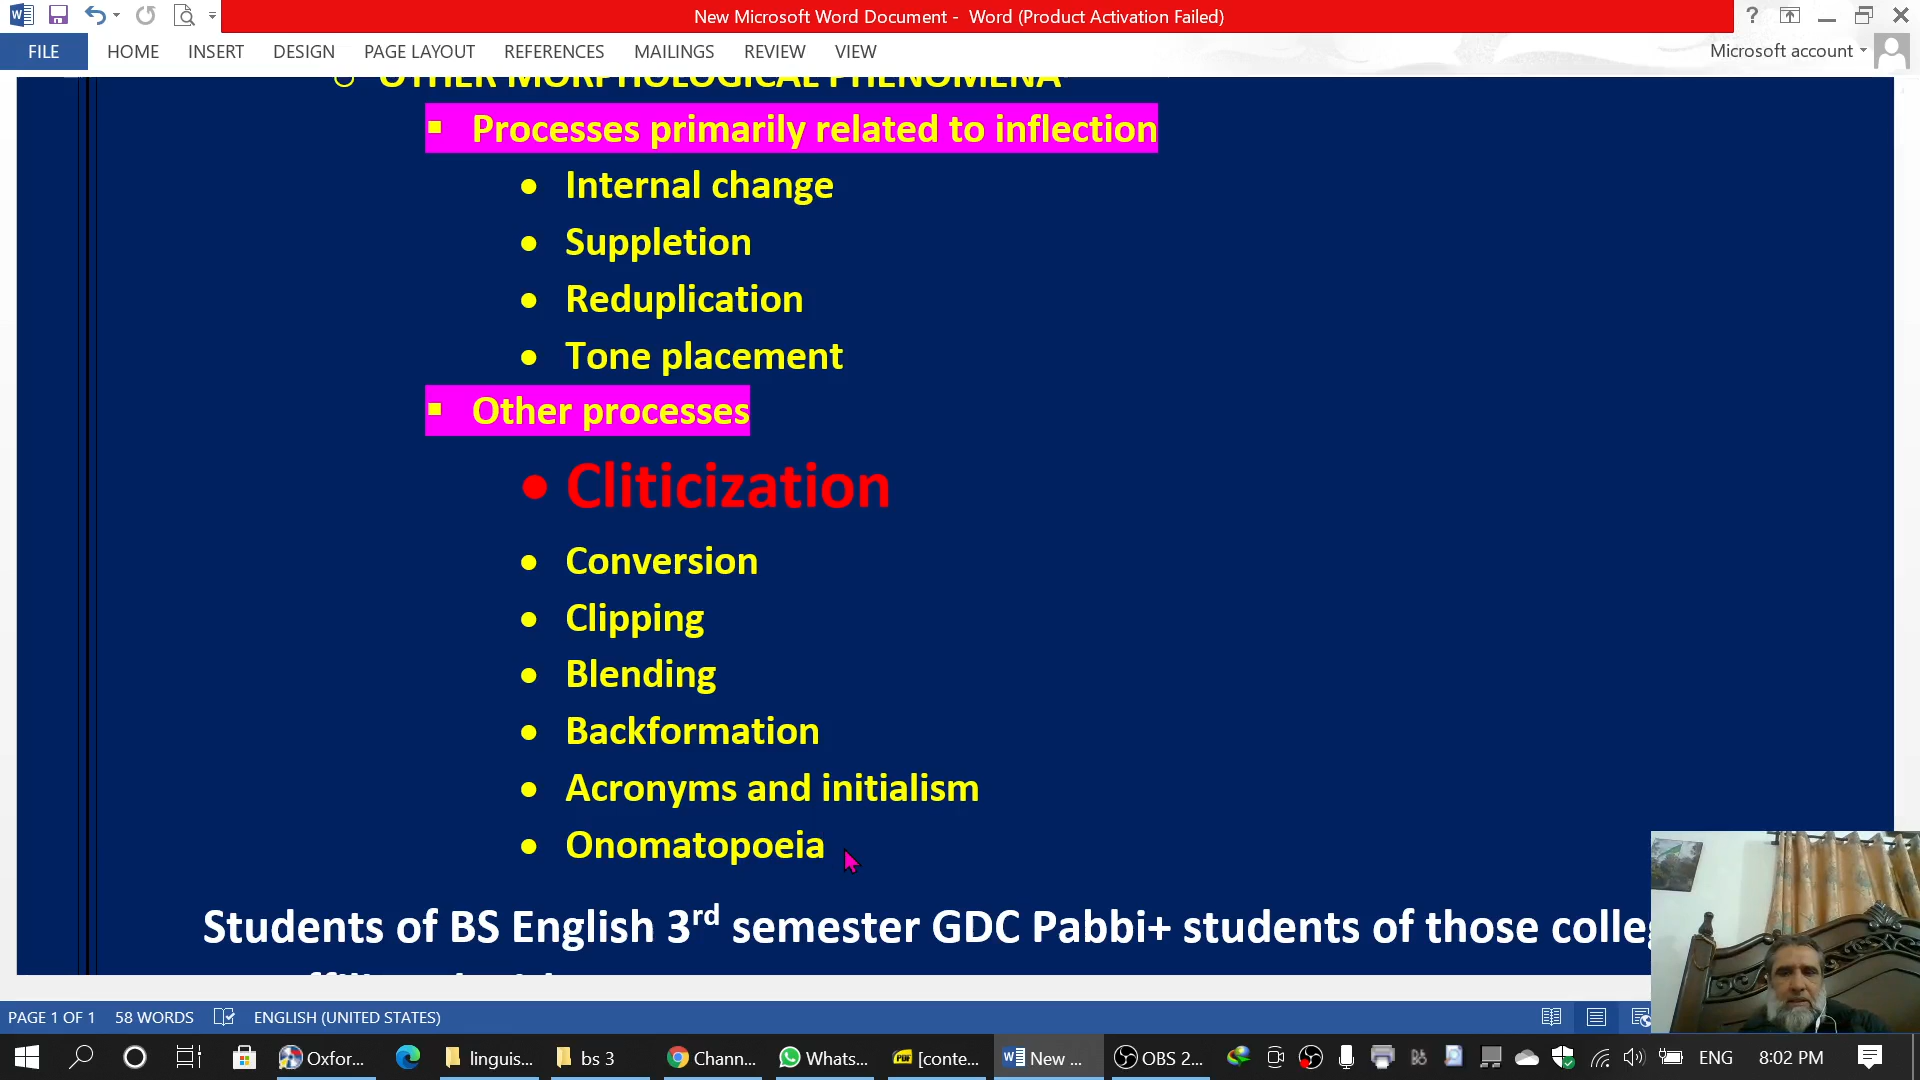 New Microsoft Word Document - Word (Product Activation Failed)
FILE HOME INSERT DESIGN PAGE LAYOUT REFERENCES MAILINGS REVIEW VIEW Microsoft account
OTHER MORPHOLOGICAL PHENOMENA
Processes primarily related to inflection
Internal change
Suppletion
Reduplication
Tone placement
Other processes
Cliticization
Conversion
Clipping
Blending
Backformation
Acronyms and initialism
Onomatopoeia
Students of BS English 3rd semester GDC Pabbi+ students of those colle
PAGE 1 OF 1 58 WORDS ENGLISH (UNITED STATES)
Oxfor... linguis... bs 3 Chann... Whats... [conte... New ... OBS 2... ENG 8:02 PM